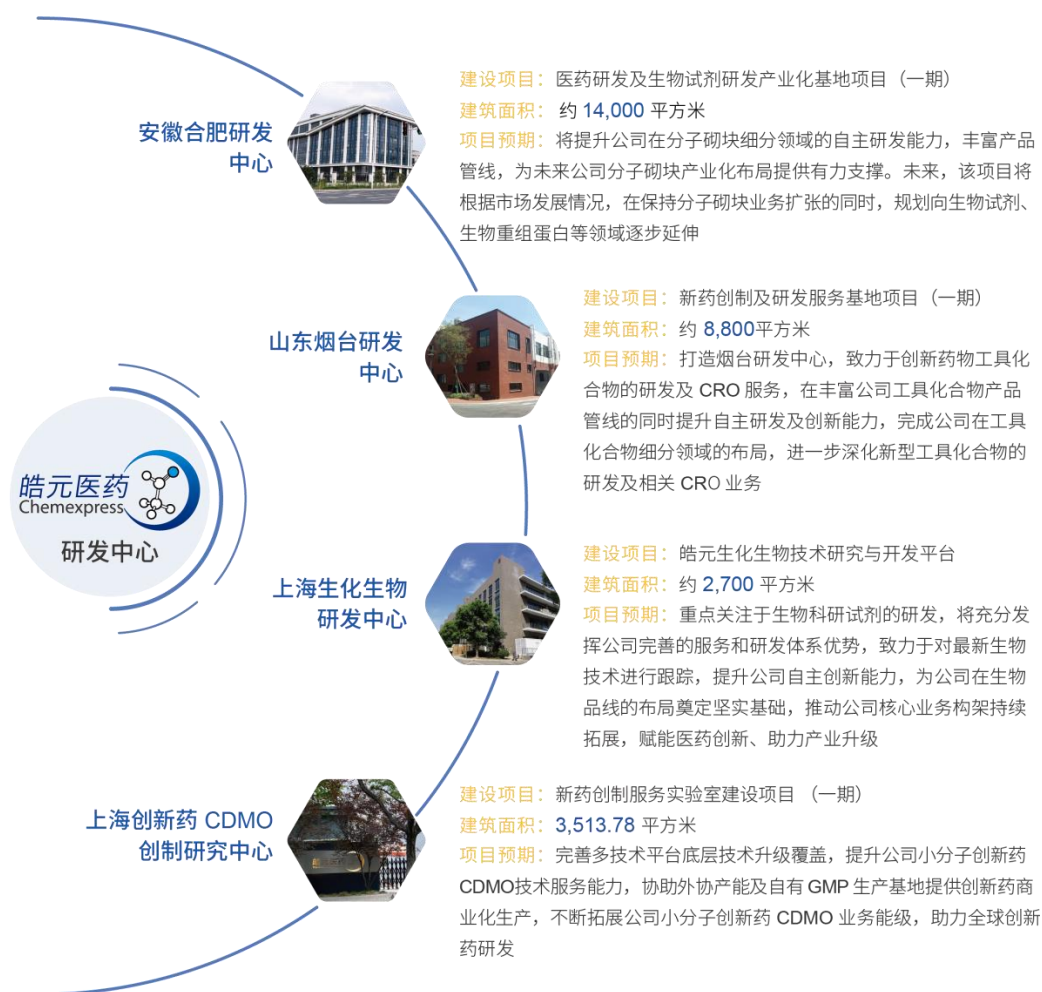 建设项目：医药研发及生物试剂研发产业化基地项目（一期）
安徽合肥研发
中心
建筑面积： 约 14,000 平方米
项目预期：将提升公司在分子砌块细分领域的自主研发能力，丰富产品
管线，为未来公司分子砌块产业化布局提供有力支撑。未来，该项目将
根据市场发展情况，在保持分子砌块业务扩张的同时，规划向生物试剂、
生物重组蛋白等领域逐步延伸
山东烟台研发
中心
建设项目：新药创制及研发服务基地项目（一期）
建筑面积：约 8,800平方米
项目预期：打造烟台研发中心，致力于创新药物工具化
合物的研发及 CRO 服务，在丰富公司工具化合物产品
管线的同时提升自主研发及创新能力，完成公司在工具
化合物细分领域的布局，进一步深化新型工具化合物的
研发及相关 CRO 业务
皓元医药
Chemexpress
研发中心
上海生化生物
研发中心
建设项目：皓元生化生物技术研究与开发平台
建筑面积：约 2,700 平方米
项目预期：重点关注于生物科研试剂的研发，将充分发
挥公司完善的服务和研发体系优势，致力于对最新生物
技术进行跟踪，提升公司自主创新能力，为公司在生物
品线的布局奠定坚实基础，推动公司核心业务构架持续
拓展，赋能医药创新、助力产业升级
上海创新药 CDMO
创制研究中心
建设项目：新药创制服务实验室建设项目 （一期）
建筑面积：3,513.78 平方米
项目预期：完善多技术平台底层技术升级覆盖，提升公司小分子创新药
CDMO技术服务能力，协助外协产能及自有 GMP 生产基地提供创新药商
业化生产，不断拓展公司小分子创新药 CDMO 业务能级，助力全球创新
药研发